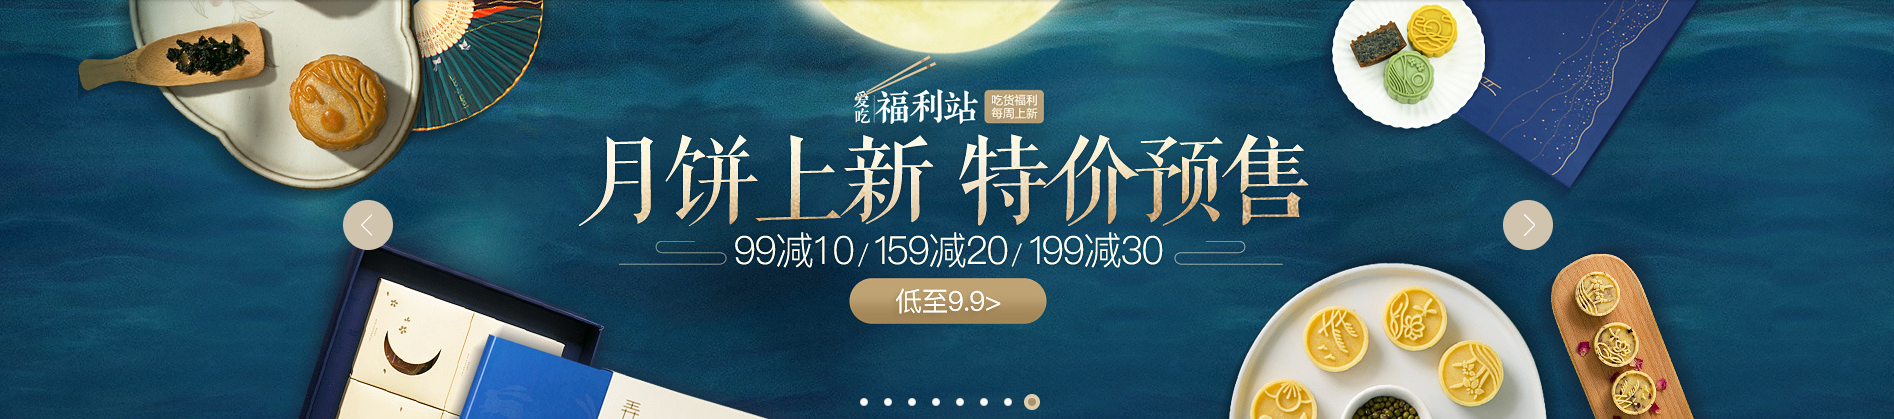 爱吃 福利站 吃货福利
每周上新
月饼上新 特价预售
99减10/159减20/199减30
低至9.9>
弄